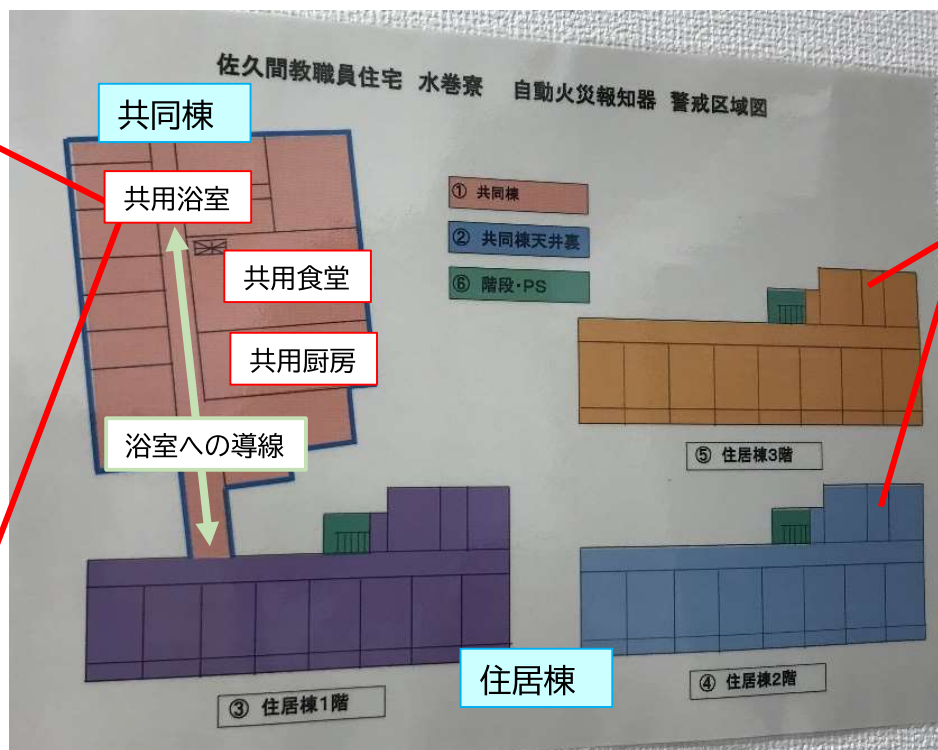 佐久間教職員住宅 水巻寮 自動火災報知器 警戒区域図
共同棟
共用浴室
① 共同棟
② 共同棟天井裏
⑥ 階段・PS
共用食堂
共用厨房
浴室への導線
⑤ 住居棟3階
住居棟
④ 住居棟2階
③ 住居棟1階